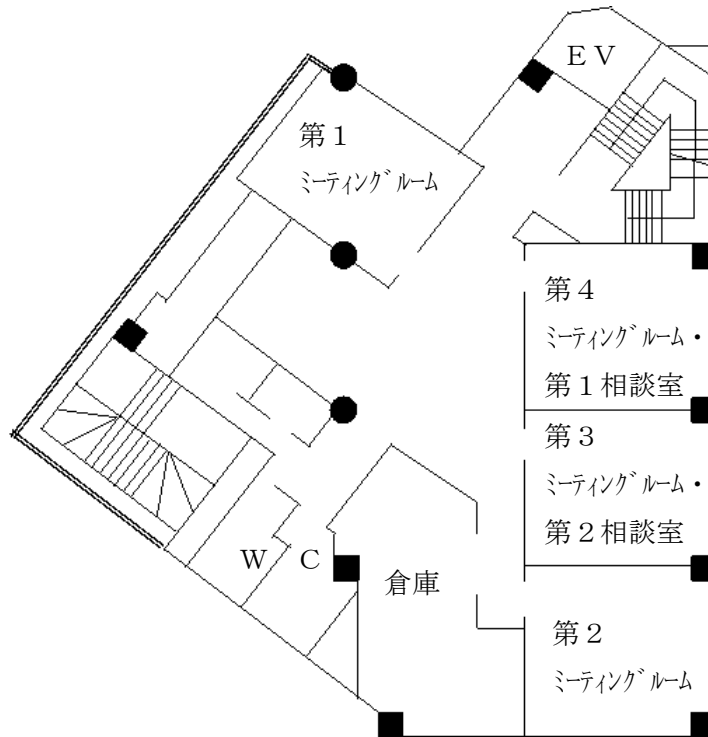 ＥＶ
第１
ﾐｰﾃｨﾝｸﾞﾙｰﾑ
第４
ﾐｰﾃｨﾝｸﾞﾙｰﾑ・
第１相談室
第３
ﾐｰﾃｨﾝｸﾞﾙｰﾑ・
第２相談室
ＷＣ
倉庫
第２
ﾐｰﾃｨﾝｸﾞﾙｰﾑ